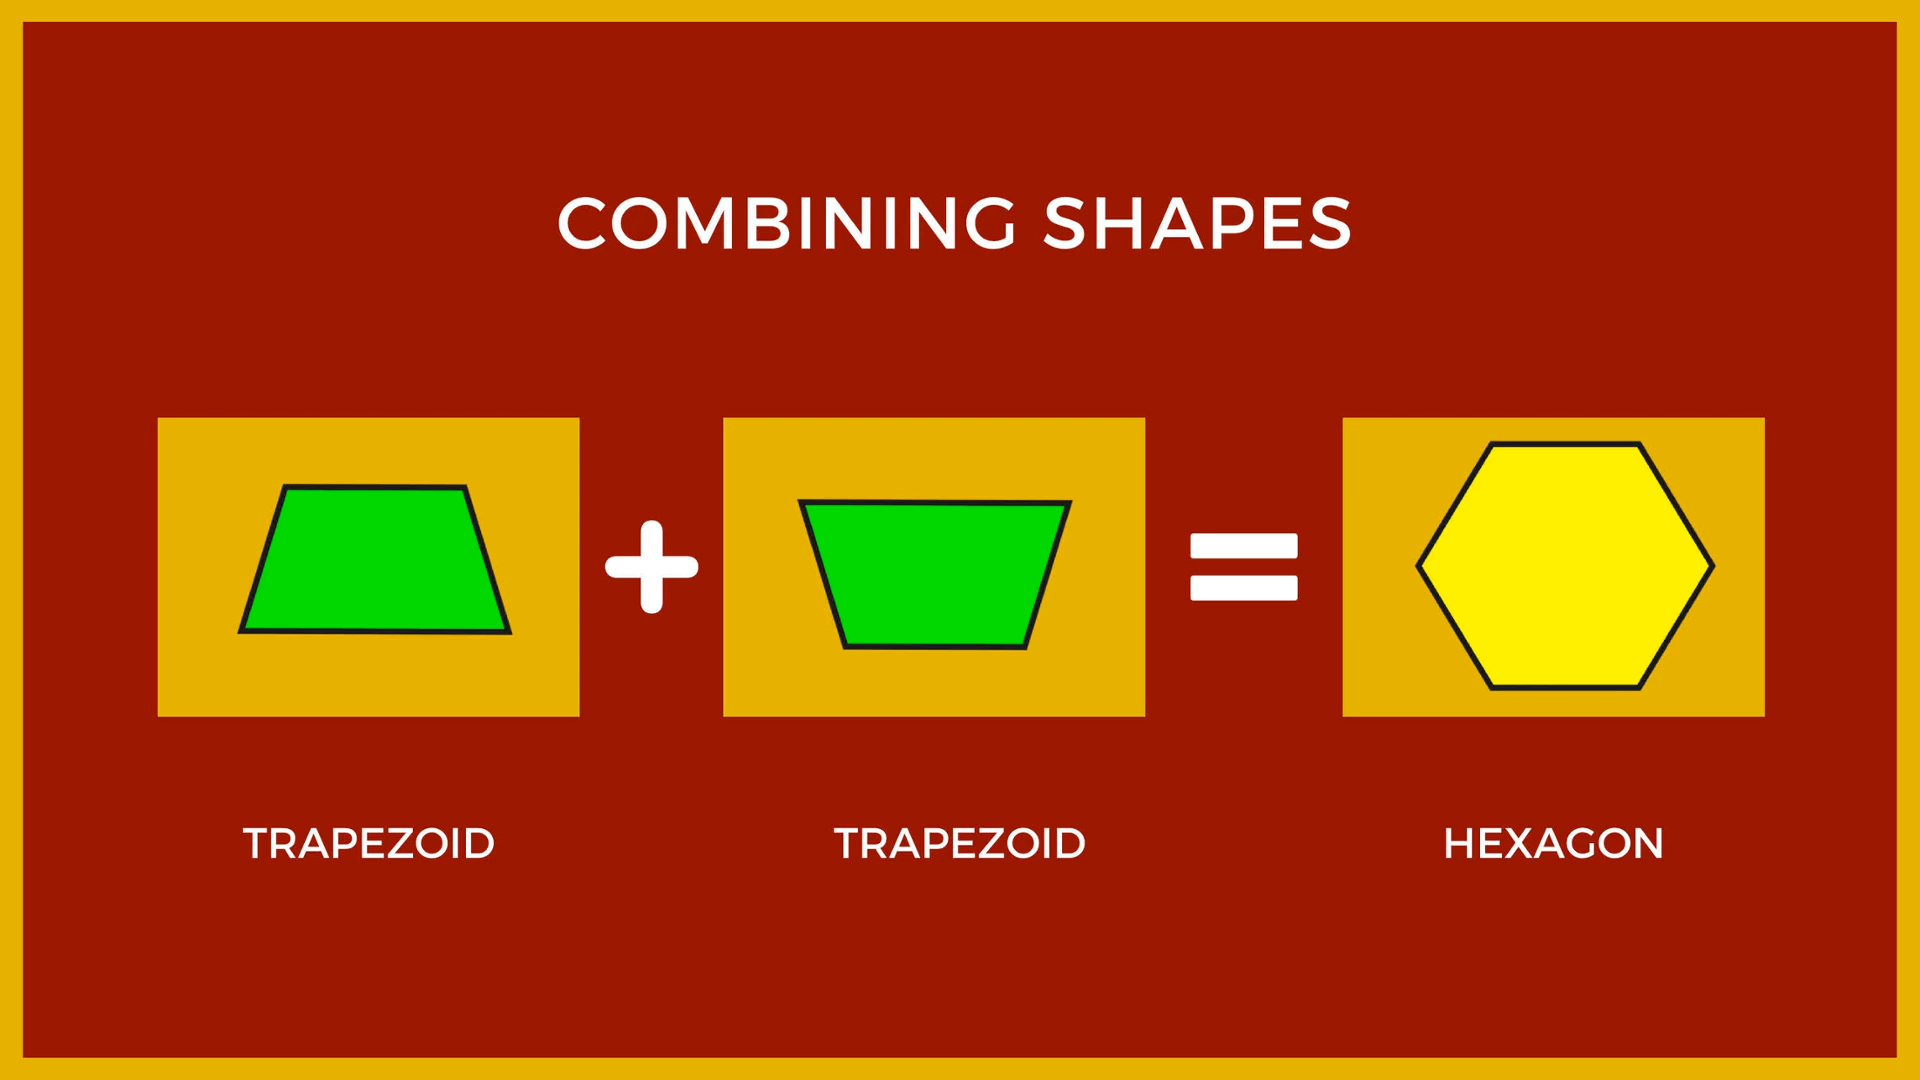 COMBINING SHAPES
+
=
TRAPEZOID
TRAPEZOID
HEXAGON